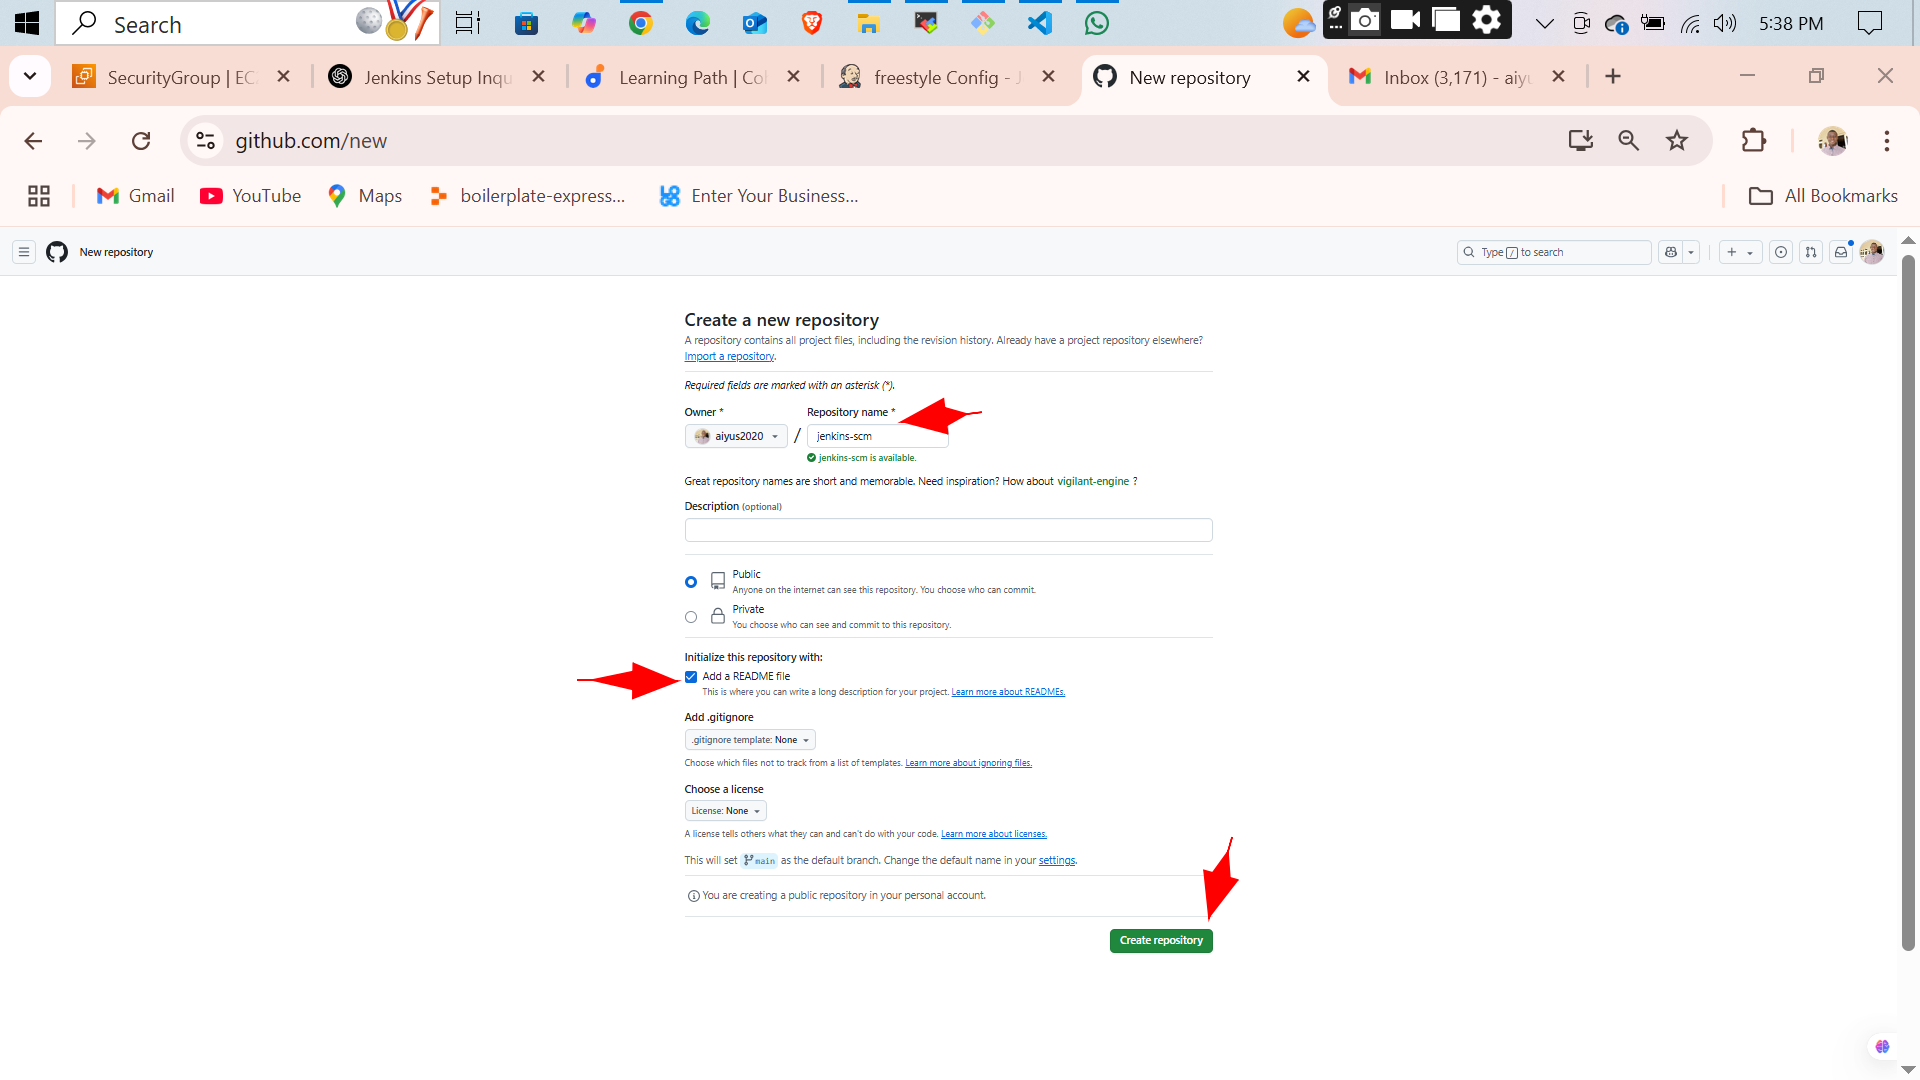 Search
5:38 PM
SecurityGroup | EC
Jenkins Setup Inqu
Learning Path | Col
freestyle Config - J
New repository
Inbox (3,171) - aiyu
github.com/new
Gmail
YouTube
Maps
boilerplate-express...
Enter Your Business...
All Bookmarks
New repository
Type / to search
Create a new repository
A repository contains all project files, including the revision history. Already have a project repository elsewhere?
Import a repository.
Required fields are marked with an asterisk (*).
Owner *
Repository name *
aiyus2020
/
jenkins-scm
jenkins-scm is available.
Great repository names are short and memorable. Need inspiration? How about vigilant-engine ?
Description (optional)
Public
Anyone on the internet can see this repository. You choose who can commit.
Private
You choose who can see and commit to this repository.
Initialize this repository with:
Add a README file
This is where you can write a long description for your project. Learn more about READMEs.
Add .gitignore
.gitignore template: None
Choose which files not to track from a list of templates. Learn more about ignoring files.
Choose a license
License: None
A license tells others what they can and can't do with your code. Learn more about licenses.
This will set main as the default branch. Change the default name in your settings.
You are creating a public repository in your personal account.
Create repository